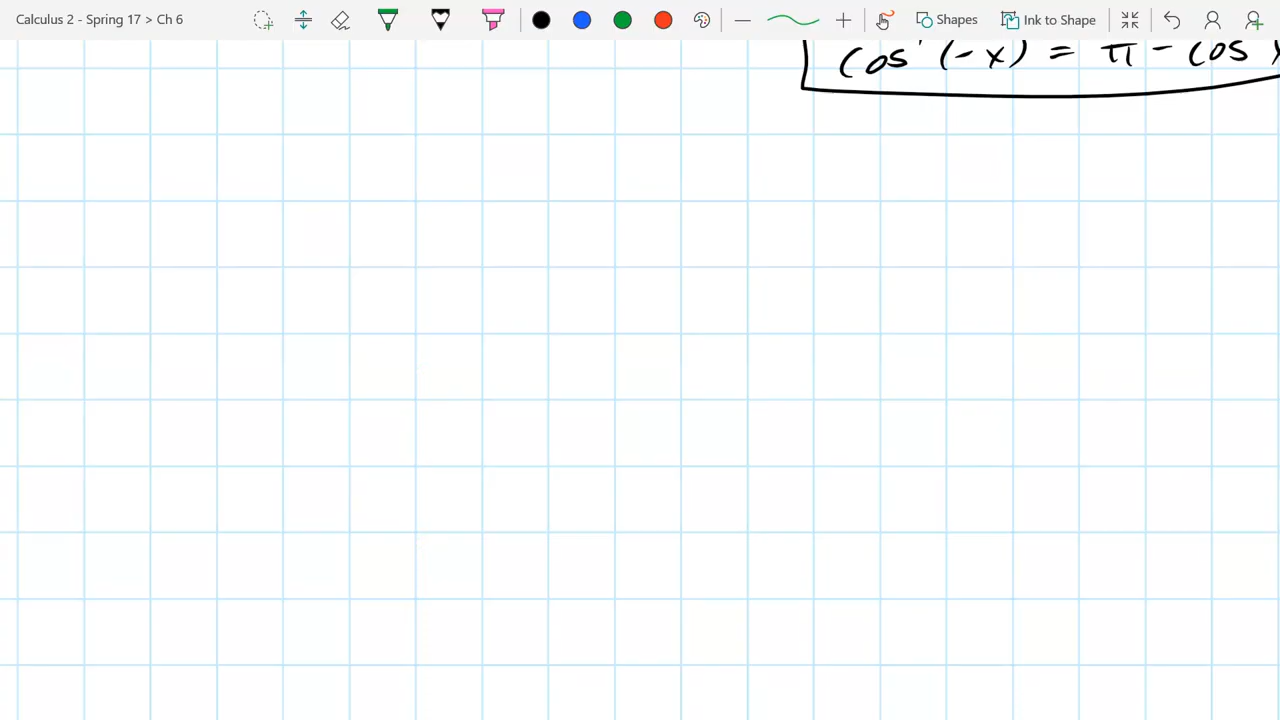 Calculus 2 - Spring 17 > Ch 6
Shapes
Ink to Shape
cos⁻¹(-x) = π - cos